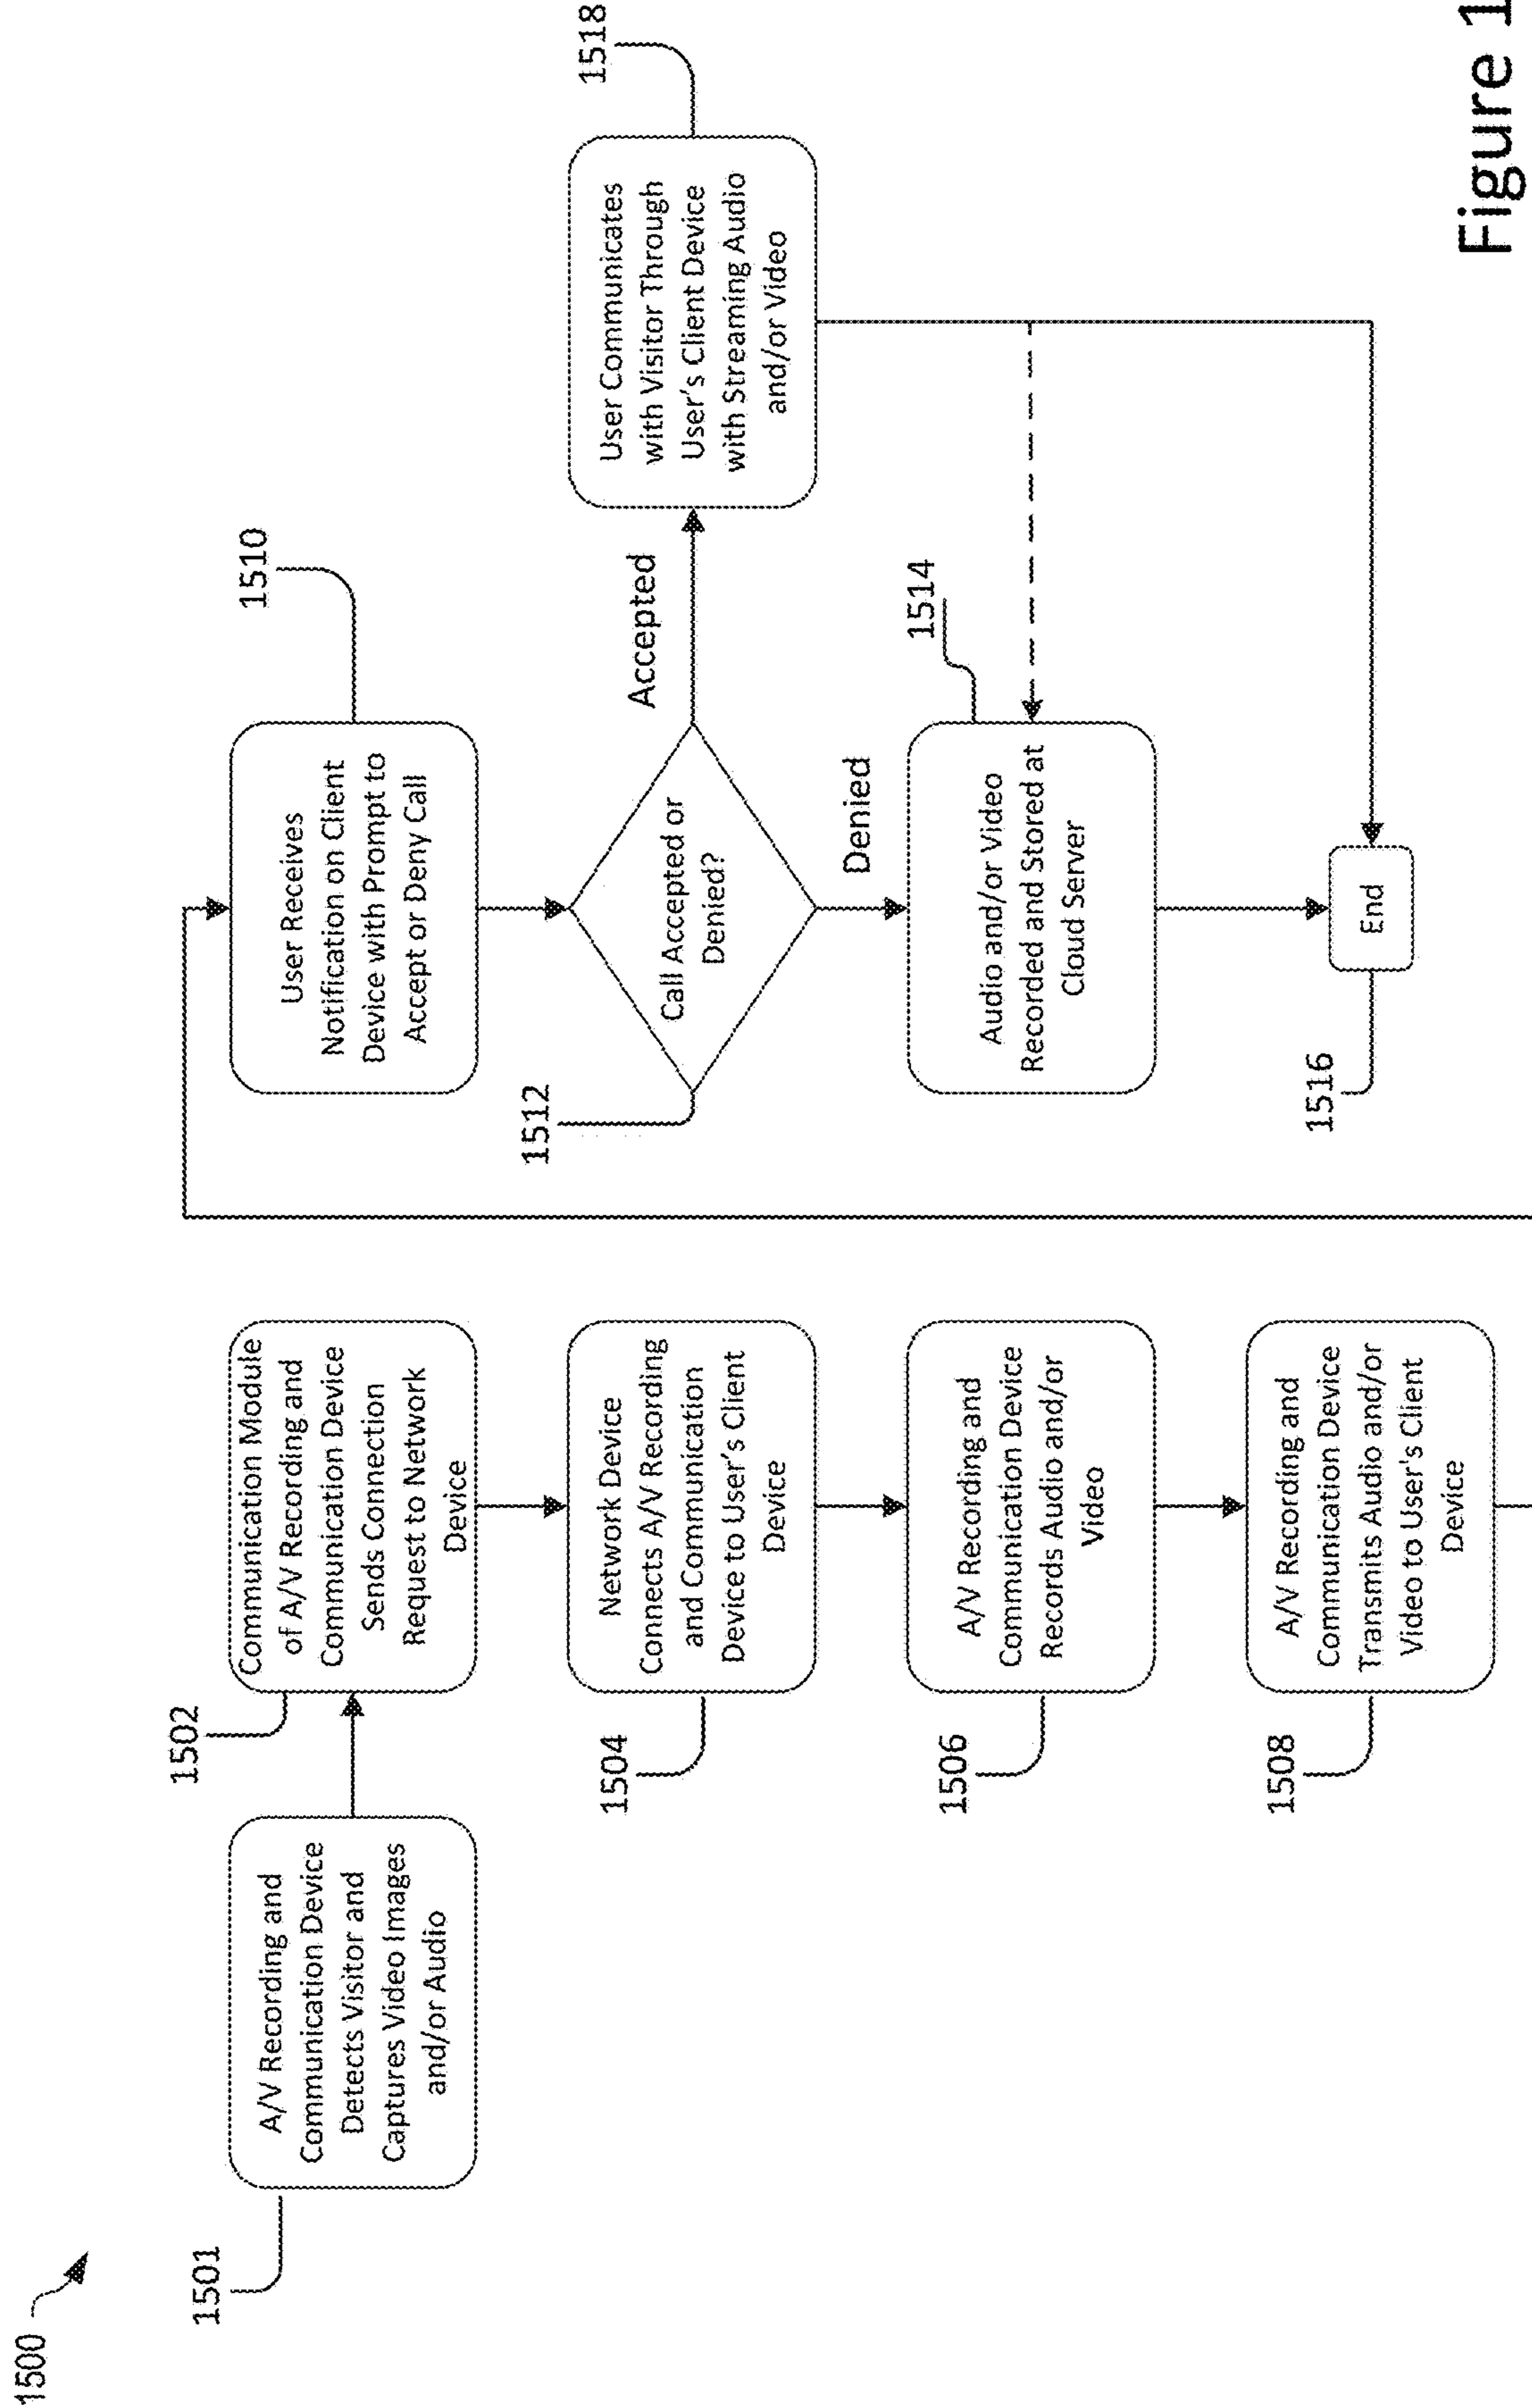 1500
1501
A/V Recording and
Communication Device
Detects Visitor and
Captures Video Images
and/or Audio
1502
Communication Module
of A/V Recording and
Communication Device
Sends Connection
Request to Network
Device
1504
Network Device
Connects A/V Recording
and Communication
Device to User's Client
Device
1506
A/V Recording and
Communication Device
Records Audio and/or
Video
1508
A/V Recording and
Communication Device
Transmits Audio and/or
Video to User's Client
Device
1510
User Receives
Notification on Client
Device with Prompt to
Accept or Deny Call
1512
Call Accepted or
Denied?
Accepted
Denied
1518
User Communicates
with Visitor Through
User's Client Device
with Streaming Audio
and/or Video
1514
Audio and/or Video
Recorded and Stored at
Cloud Server
1516
End
Figure 1